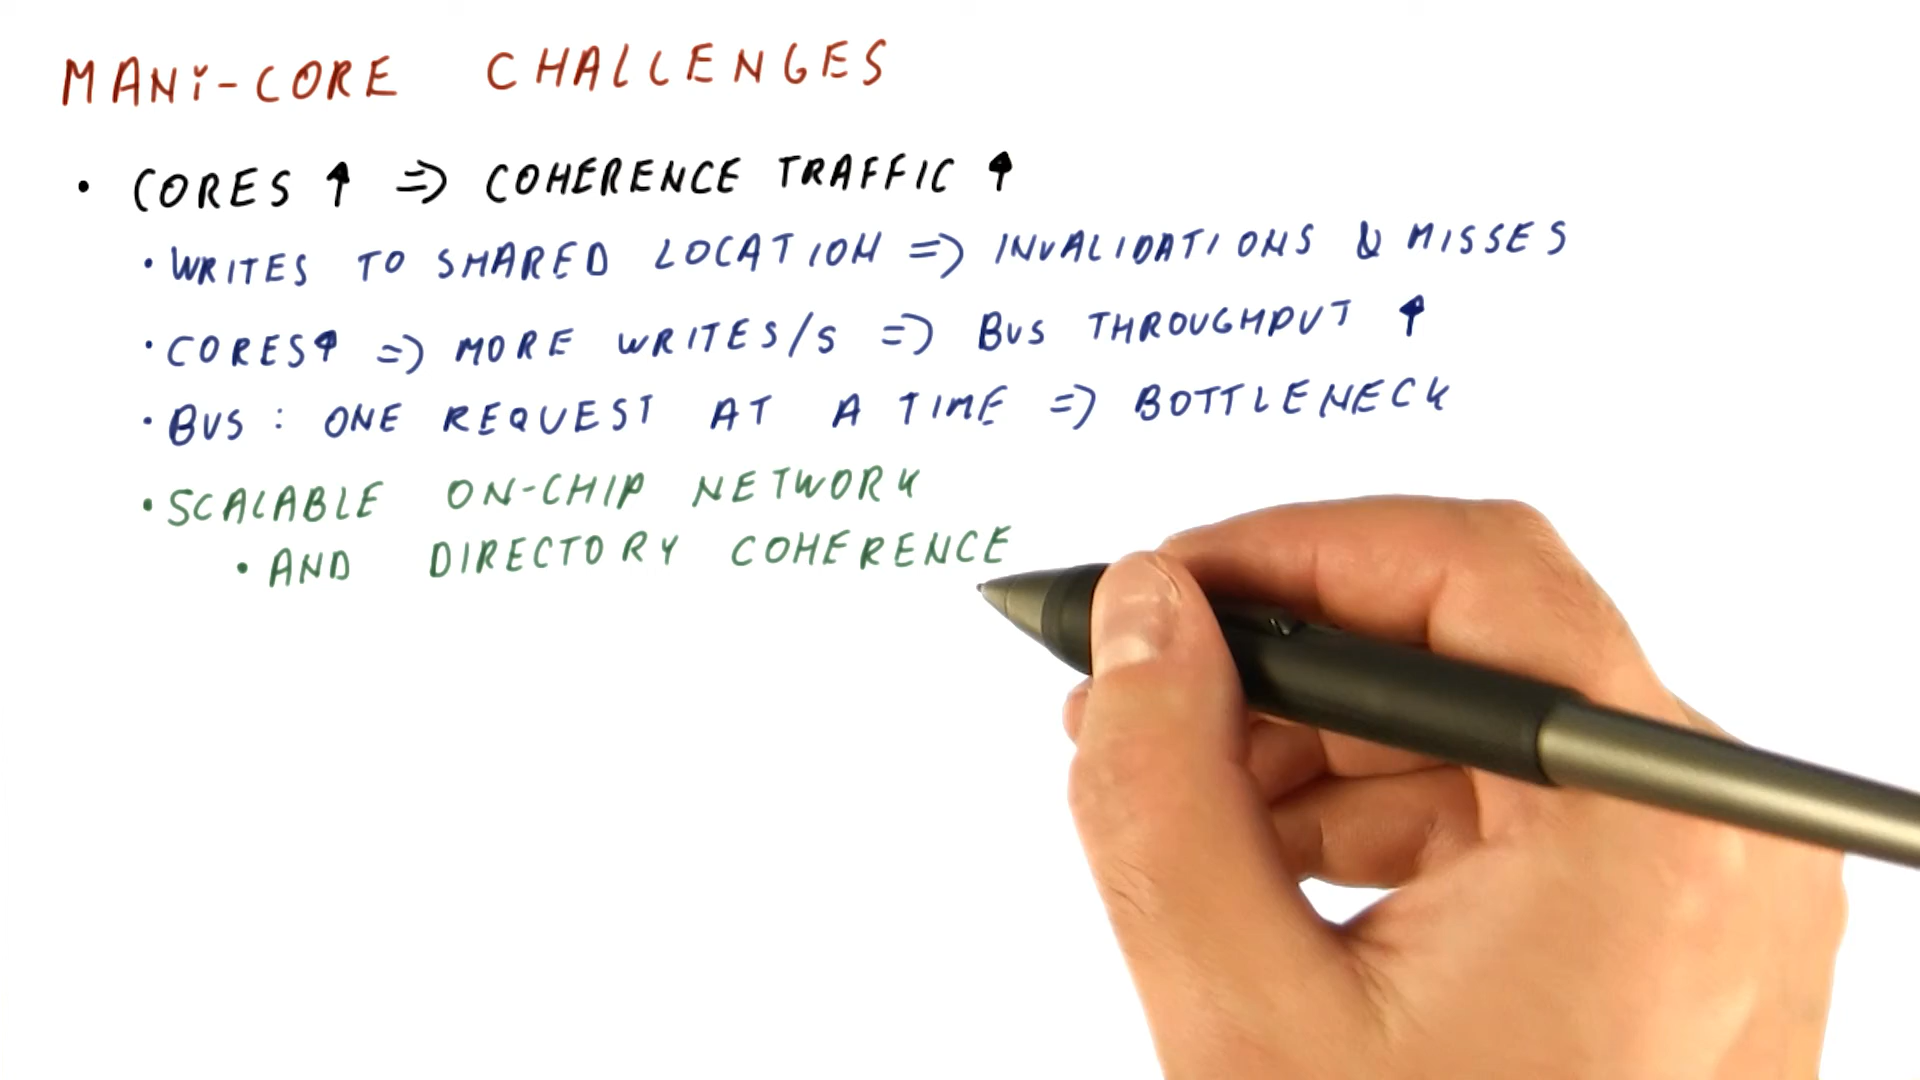 MANY-CORE CHALLENGES
• CORES ↑ => COHERENCE TRAFFIC ↑
• WRITES TO SHARED LOCATION => INVALIDATIONS & MISSES
• CORES ↑ => MORE WRITES/S => BUS THROUGHPUT ↑
• BUS : ONE REQUEST AT A TIME => BOTTLENECK
• SCALABLE ON-CHIP NETWORK
• AND DIRECTORY COHERENCE